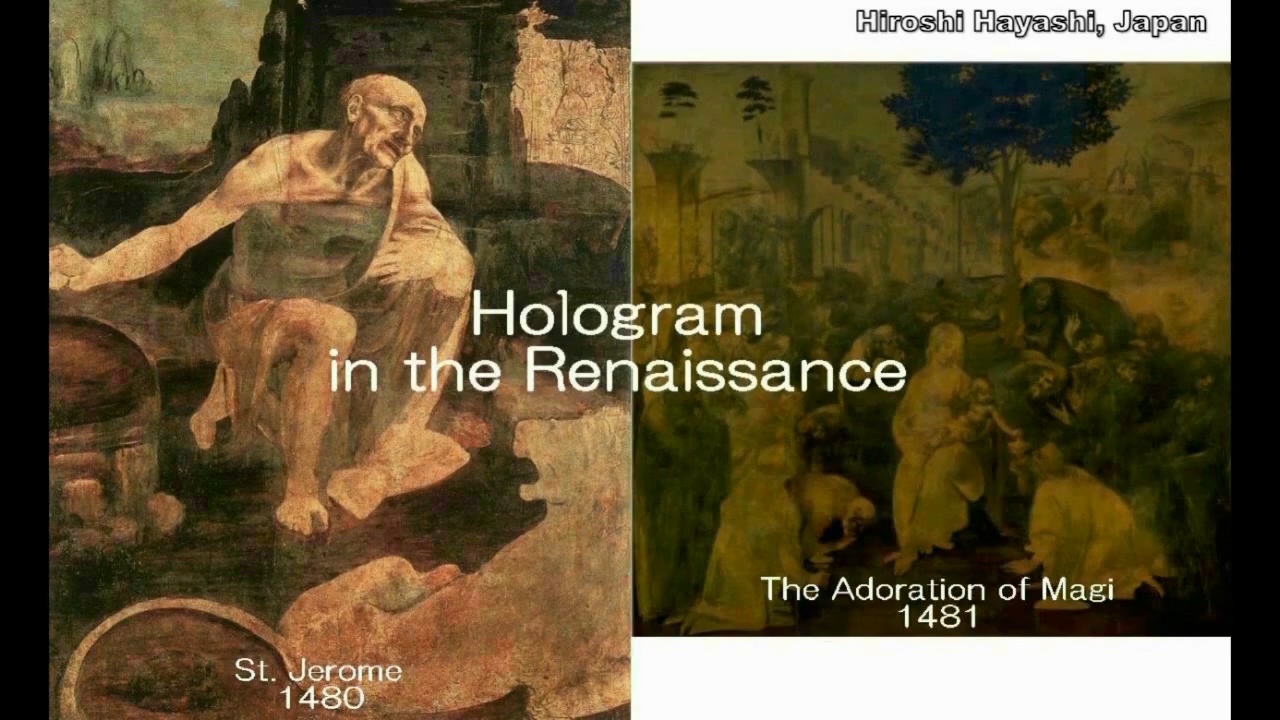 Hiroshi Hayashi, Japan
Hologram
in the Renaissance
The Adoration of Magi
1481
St. Jerome
1480